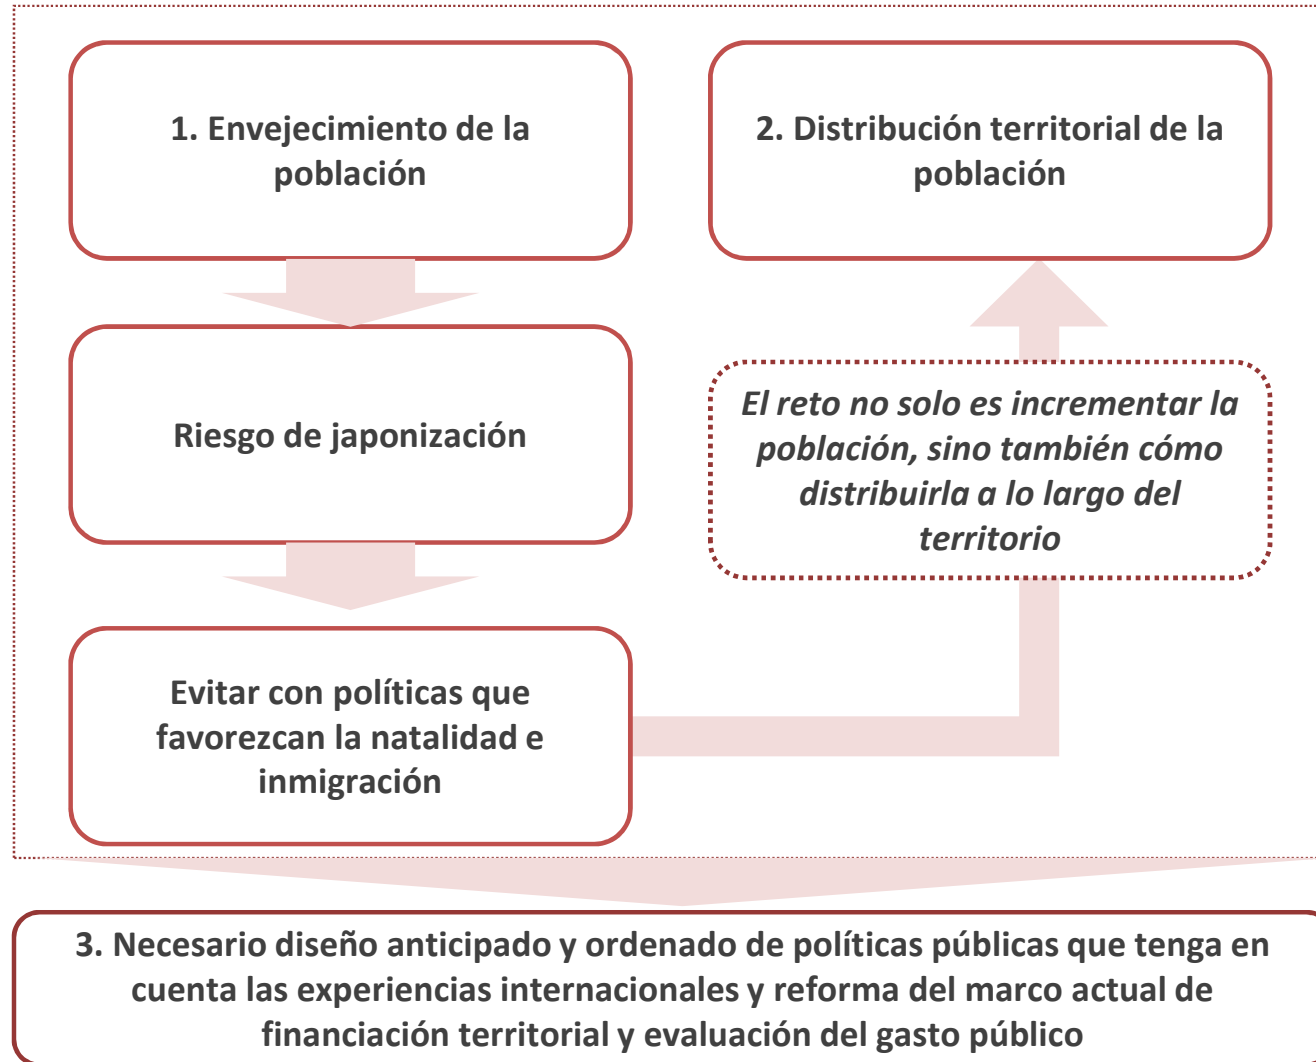 1. Envejecimiento de la
población
Riesgo de japonización
Evitar con políticas que
favorezcan la natalidad e
inmigración
2. Distribución territorial de la
población
El reto no solo es incrementar la
población, sino también cómo
distribuirla a lo largo del
territorio
3. Necesario diseño anticipado y ordenado de políticas públicas que tenga en
cuenta las experiencias internacionales y reforma del marco actual de
financiación territorial y evaluación del gasto público